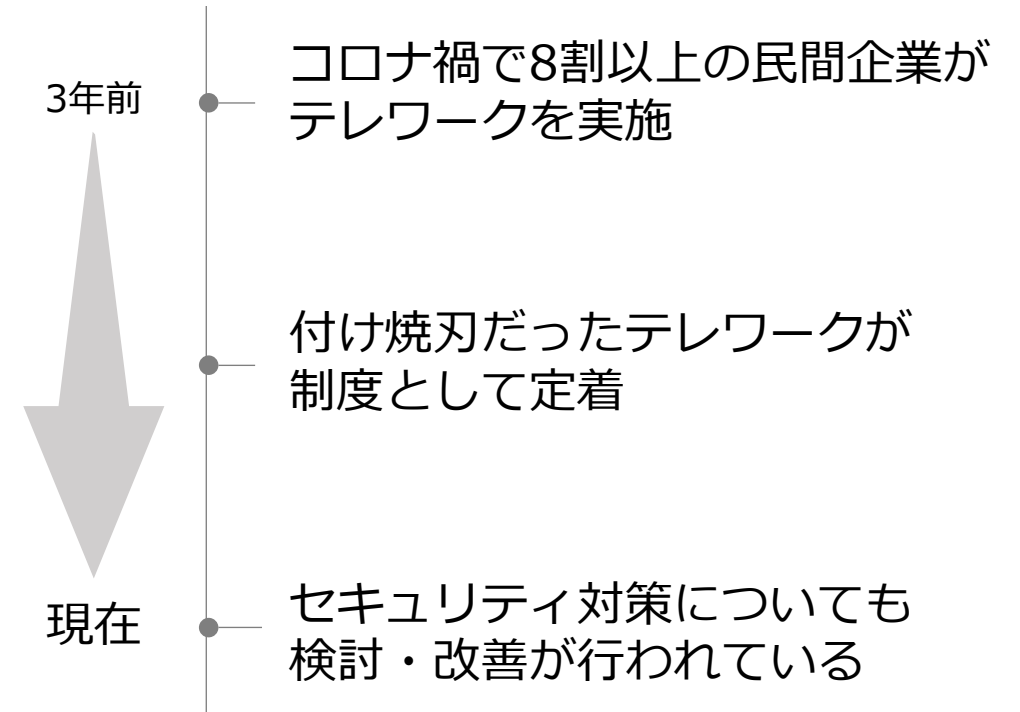 3年前
コロナ禍で8割以上の民間企業が
テレワークを実施
付け焼刃だったテレワークが
制度として定着
現在
セキュリティ対策についても
検討・改善が行われている